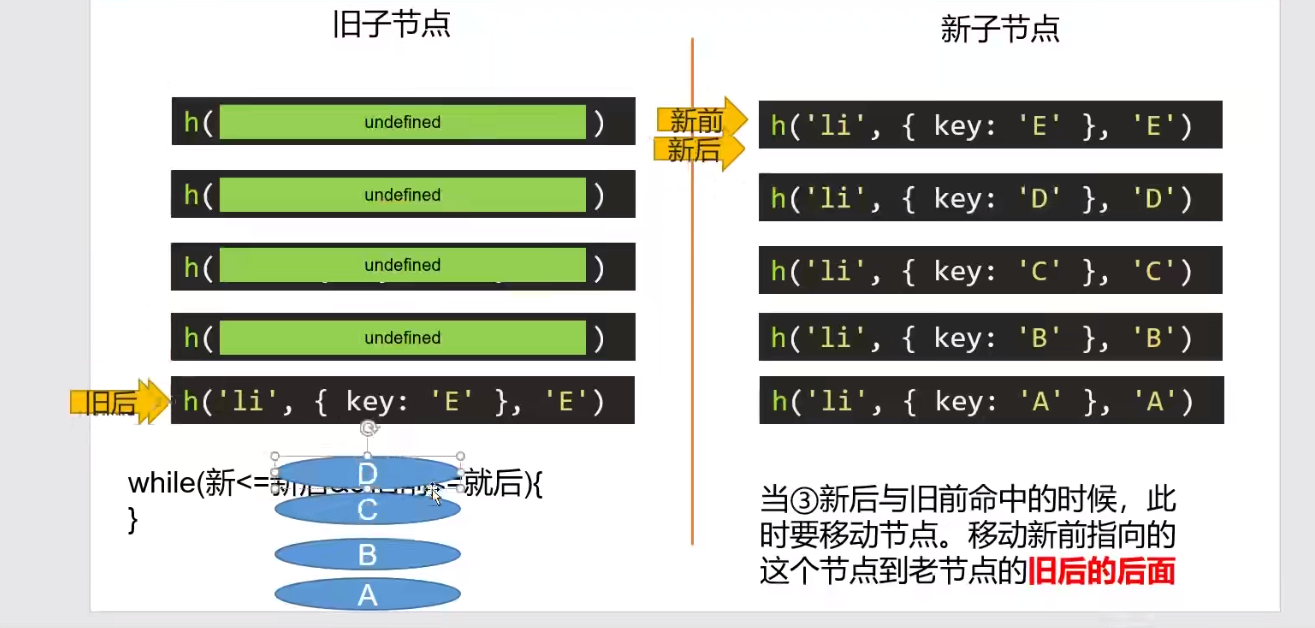 旧子节点
新子节点
h( undefined )
新前
h('li', { key: 'E' }, 'E')
新后
h( undefined )
h('li', { key: 'D' }, 'D')
h( undefined )
h('li', { key: 'C' }, 'C')
h( undefined )
h('li', { key: 'B' }, 'B')
旧后
h('li', { key: 'E' }, 'E')
h('li', { key: 'A' }, 'A')
D
while(新<=新后 =就后){
C
}
B
A
当③新后与旧前命中的时候，此
时要移动节点。移动新前指向的
这个节点到老节点的旧后的后面